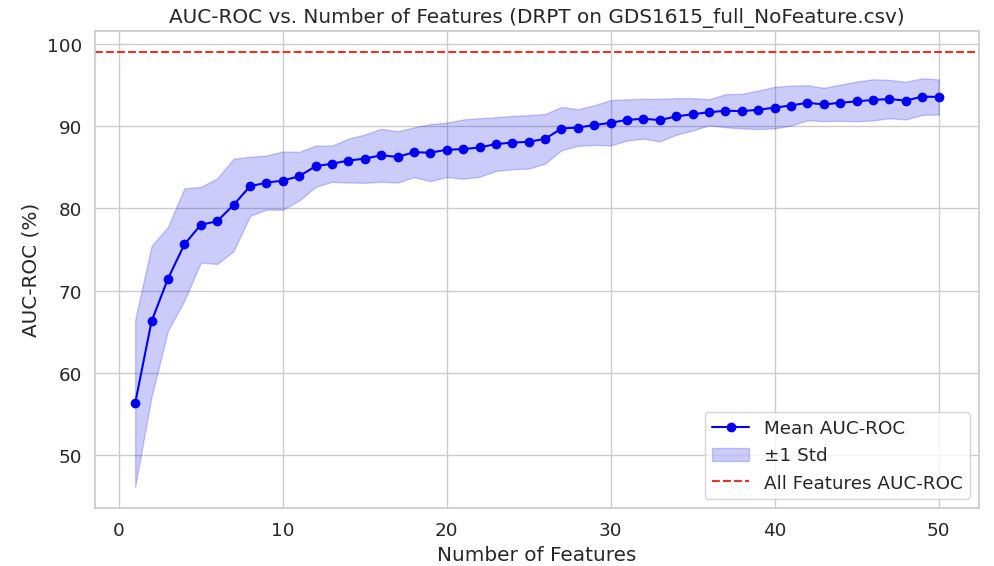 AUC-ROC vs. Number of Features (DRPT on GDS1615_full_NoFeature.csv)
AUC-ROC (%)
100
90
80
70
60
50
0
10
20
30
40
50
Number of Features
Mean AUC-ROC
±1 Std
All Features AUC-ROC